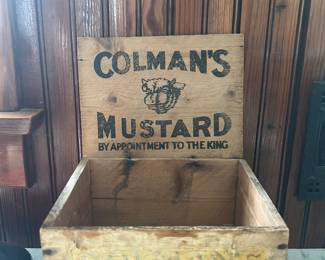 COLMAN'S
MUSTARD
BY APPOINTMENT TO THE KING